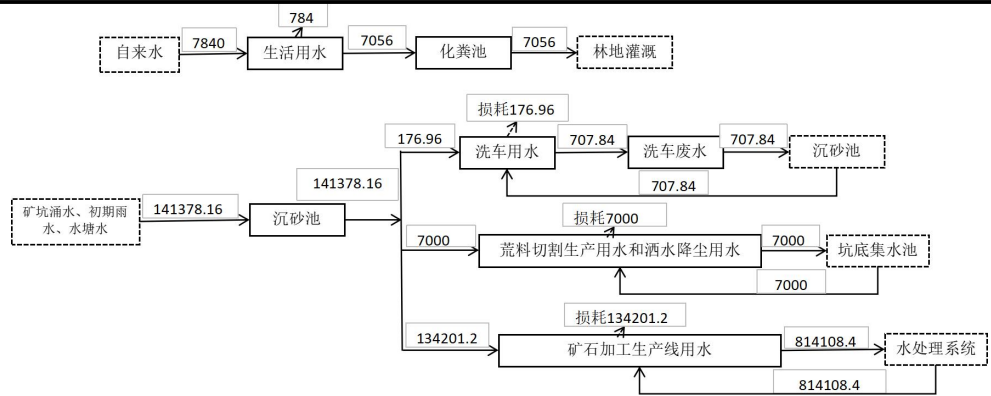 784
自来水
7840
生活用水
7056
化粪池
7056
林地灌溉
损耗176.96
176.96
洗车用水
707.84
洗车废水
707.84
沉砂池
707.84
矿坑涌水、初期雨
水、水塘水
141378.16
沉砂池
141378.16
损耗7000
7000
荒料切割生产用水和洒水降尘用水
7000
坑底集水池
7000
损耗134201.2
134201.2
矿石加工生产线用水
814108.4
水处理系统
814108.4